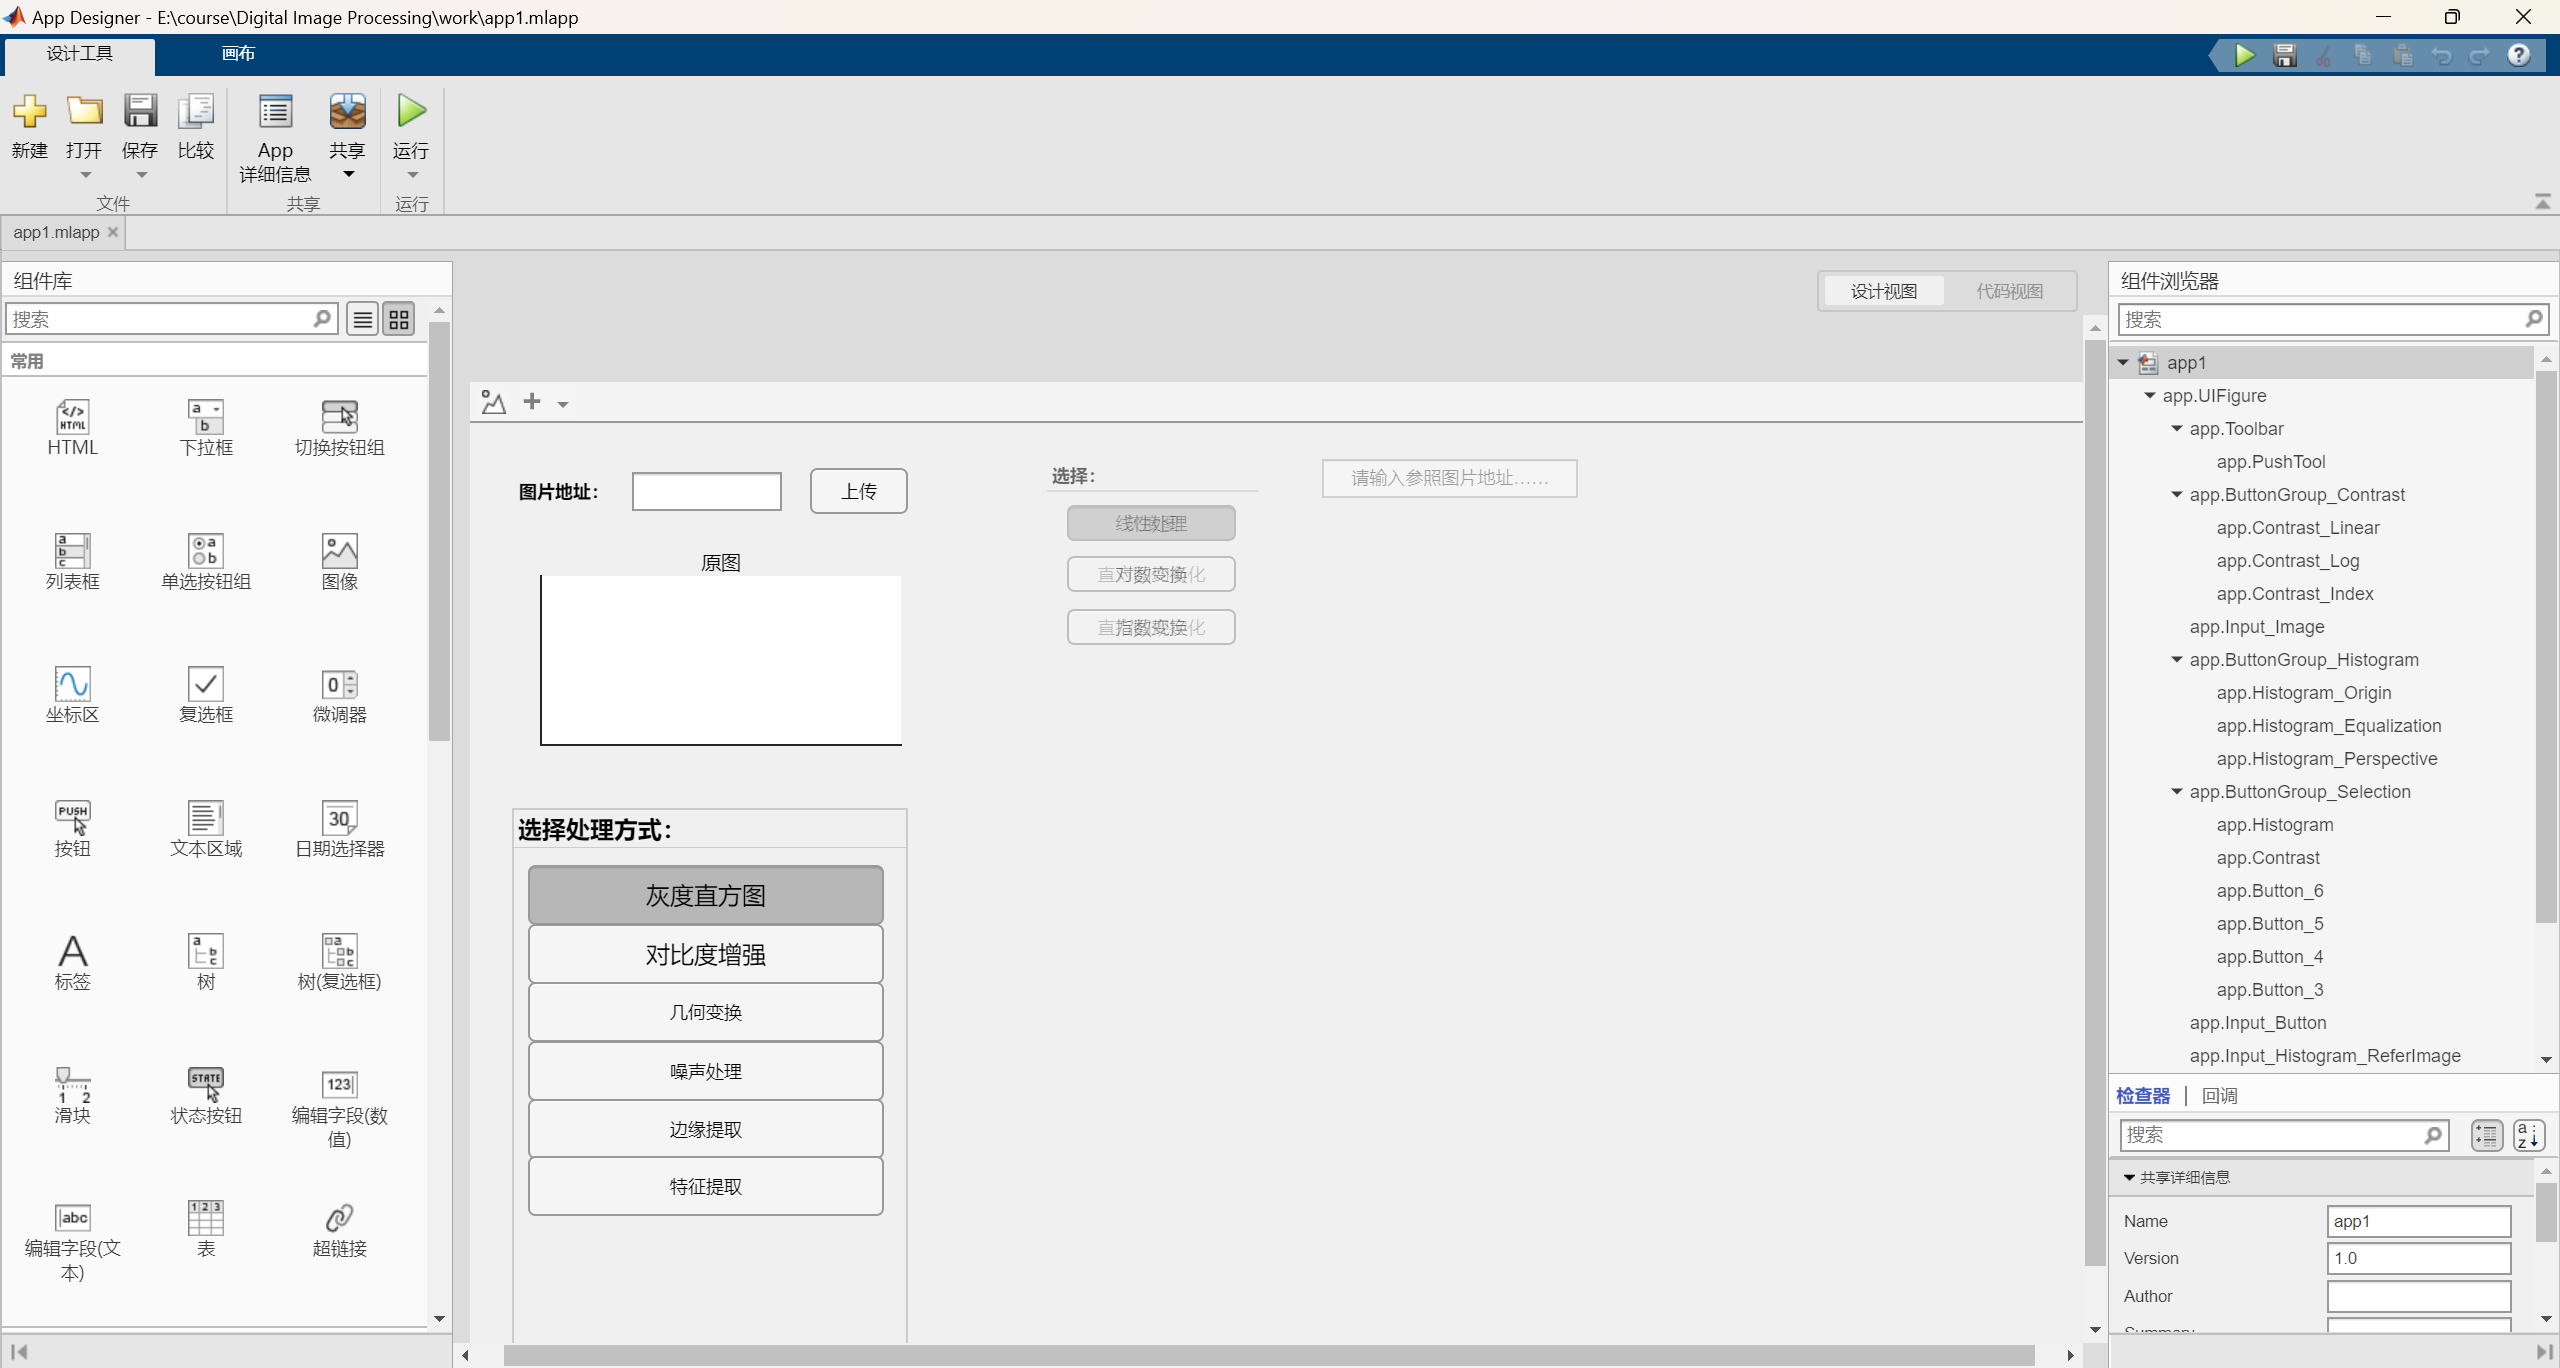 App Designer - E:\course\Digital Image Processing\work\app1.mlapp
设计工具 画布
新建 打开 保存 比较 App 详细信息 共享 运行
文件 共享 运行
app1.mlapp
组件库
搜索
常用
HTML 下拉框 切换按钮组
列表框 单选按钮组 图像
坐标区 复选框 微调器
按钮 文本区域 日期选择器
标签 树 树(复选框)
滑块 状态按钮 编辑字段(数值)
编辑字段(文本) 表 超链接
设计视图 代码视图
图片地址: 上传
原图
选择处理方式:
灰度直方图
对比度增强
几何变换
噪声处理
边缘提取
特征提取
选择:
线性处理
对数变换
指数变换
请输入参照图片地址......
组件浏览器
搜索
app1
app.UIFigure
app.Toolbar
app.PushTool
app.ButtonGroup_Contrast
app.Contrast_Linear
app.Contrast_Log
app.Contrast_Index
app.Input_Image
app.ButtonGroup_Histogram
app.Histogram_Origin
app.Histogram_Equalization
app.Histogram_Perspective
app.ButtonGroup_Selection
app.Histogram
app.Contrast
app.Button_6
app.Button_5
app.Button_4
app.Button_3
app.Input_Button
app.Input_Histogram_ReferImage
检查器 | 回调
搜索
共享详细信息
Name app1
Version 1.0
Author